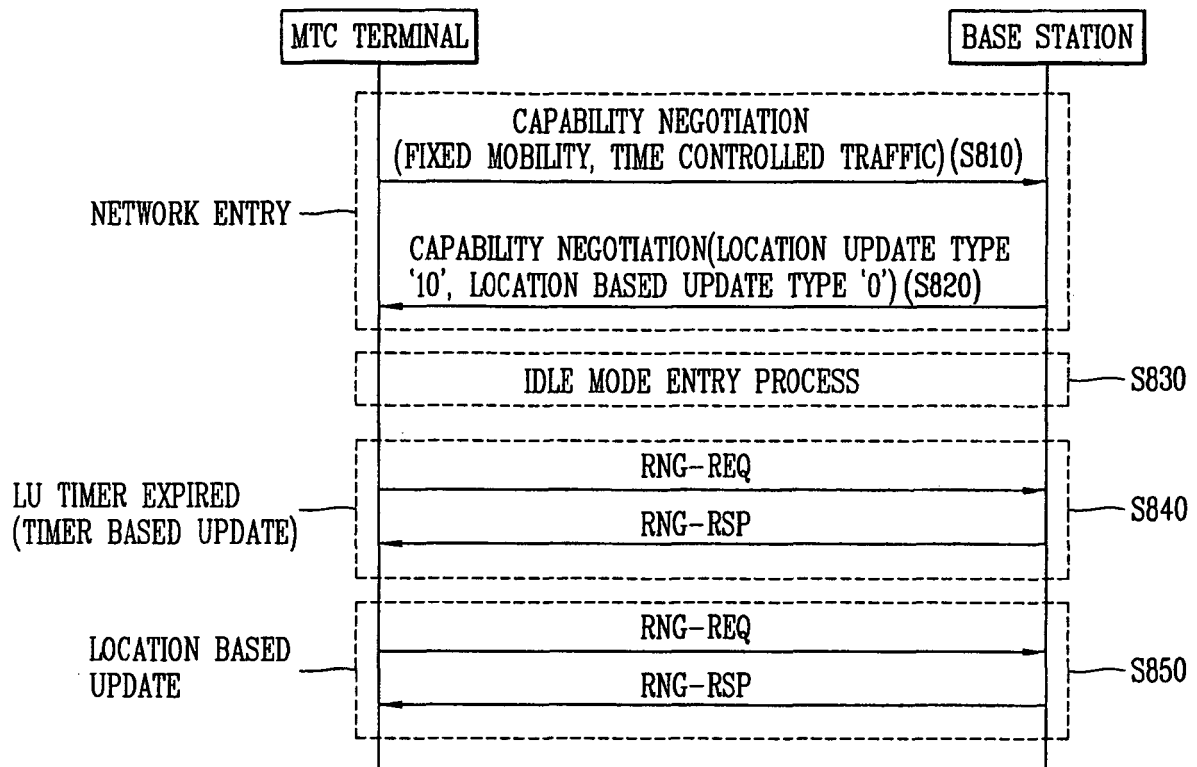 MTC TERMINAL
BASE STATION
CAPABILITY NEGOTIATION
(FIXED MOBILITY, TIME CONTROLLED TRAFFIC)(S810)
NETWORK ENTRY
CAPABILITY NEGOTIATION(LOCATION UPDATE TYPE
'10', LOCATION BASED UPDATE TYPE '0')(S820)
IDLE MODE ENTRY PROCESS
S830
RNG-REQ
LU TIMER EXPIRED
(TIMER BASED UPDATE)
S840
RNG-RSP
RNG-REQ
LOCATION BASED
UPDATE
S850
RNG-RSP